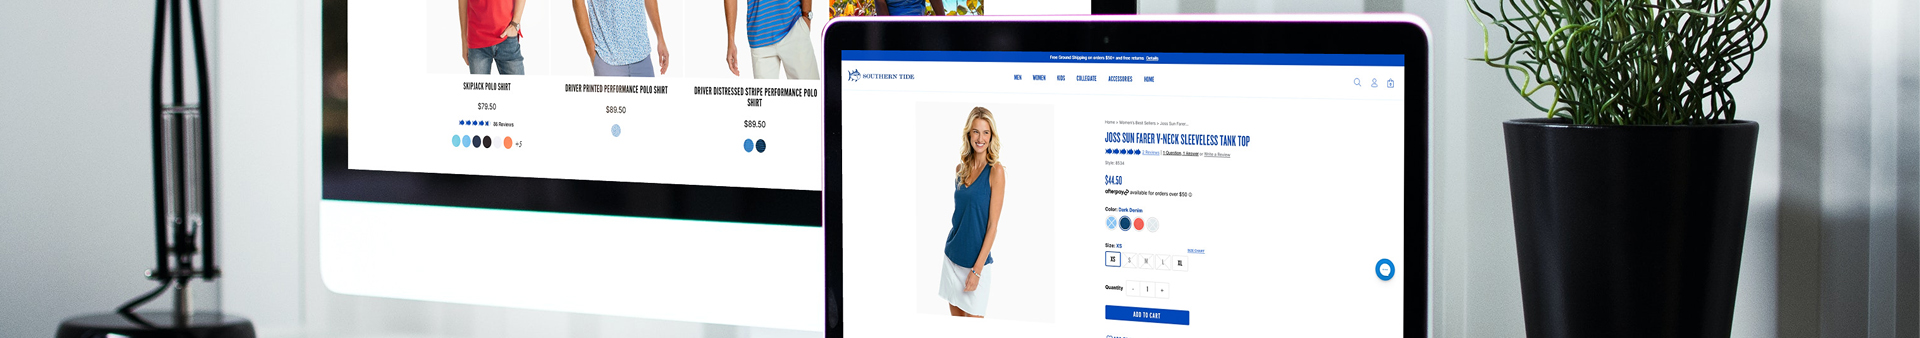 SKIPJACK POLO SHIRT
$79.50
86 Reviews
+5
DRIVER PRINTED PERFORMANCE POLO SHIRT
$89.50
DRIVER DISTRESSED STRIPE PERFORMANCE POLO
SHIRT
$89.50
Free Ground Shipping on orders $50+ and free returns Details
SOUTHERN TIDE
MEN WOMEN KIDS COLLEGIATE ACCESSORIES HOME
Home > Women's Best Sellers > Joss Sun Farer...
JOSS SUN FARER V-NECK SLEEVELESS TANK TOP
2 Reviews | 1 Question, 1 Answer or Write a Review
Style: 8534
$44.50
afterpay available for orders over $50
Color: Dark Denim
Size: XS
SIZE CHART
XS S M L XL
Quantity - 1 +
ADD TO CART